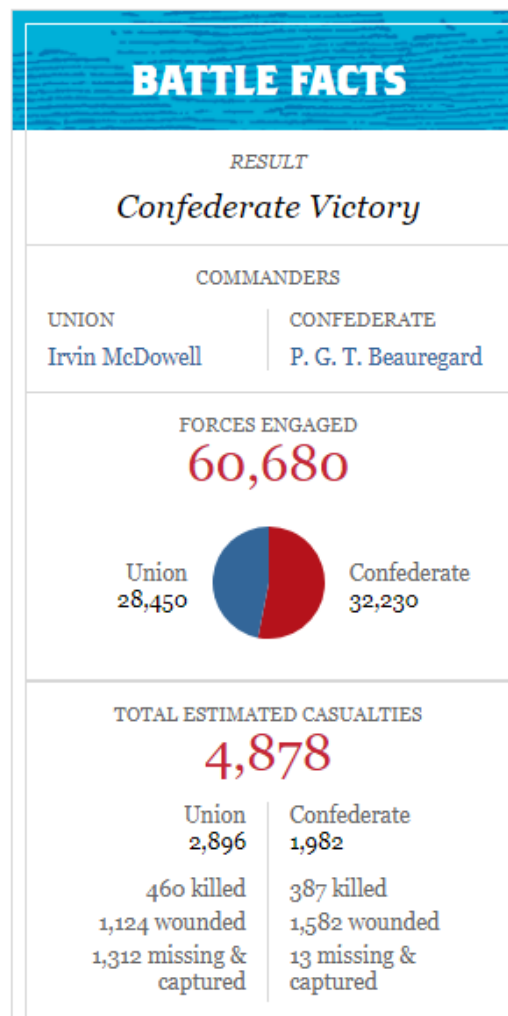 BATTLE FACTS
RESULT
Confederate Victory
COMMANDERS
UNION
Irvin McDowell
CONFEDERATE
P. G. T. Beauregard
FORCES ENGAGED
60,680
Union
28,450
Confederate
32,230
TOTAL ESTIMATED CASUALTIES
4,878
Union
2,896
460 killed
1,124 wounded
1,312 missing &
captured
Confederate
1,982
387 killed
1,582 wounded
13 missing &
captured